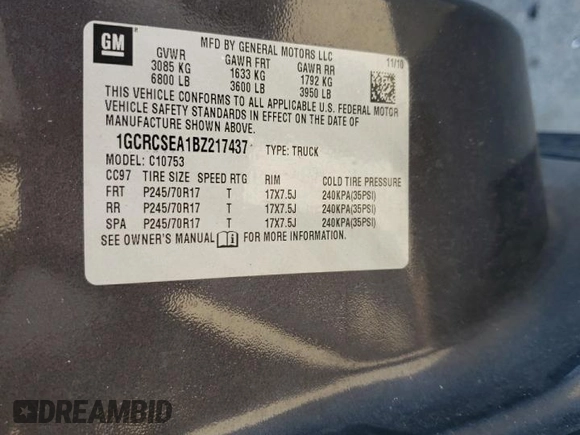 GM
MFD BY GENERAL MOTORS LLC
GVWR GAWR FRT GAWR RR 11/10
3085 KG 1633 KG 1792 KG
6800 LB 3600 LB 3950 LB
THIS VEHICLE CONFORMS TO ALL APPLICABLE U.S. FEDERAL MOTOR
VEHICLE SAFETY STANDARDS IN EFFECT ON THE DATE OF
MANUFACTURE SHOWN ABOVE.
1GCRCSEA1BZ217437 TYPE: TRUCK
MODEL: C10753
CC97 TIRE SIZE SPEED RTG RIM COLD TIRE PRESSURE
FRT P245/70R17 T 17X7.5J 240KPA(35PSI)
RR P245/70R17 T 17X7.5J 240KPA(35PSI)
SPA P245/70R17 T 17X7.5J 240KPA(35PSI)
SEE OWNER'S MANUAL FOR MORE INFORMATION.
DREAMBID